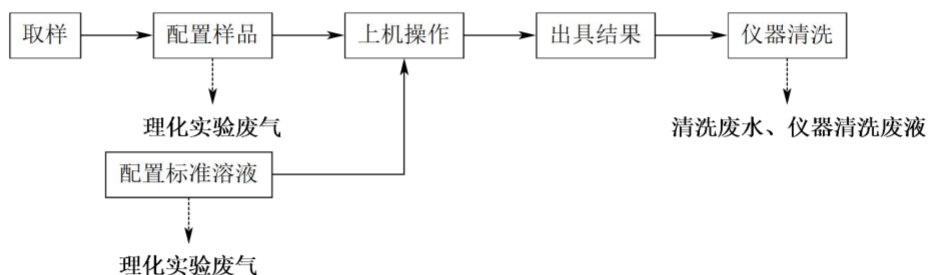 取样
配置样品
上机操作
出具结果
仪器清洗
理化实验废气
清洗废水、仪器清洗废液
配置标准溶液
理化实验废气